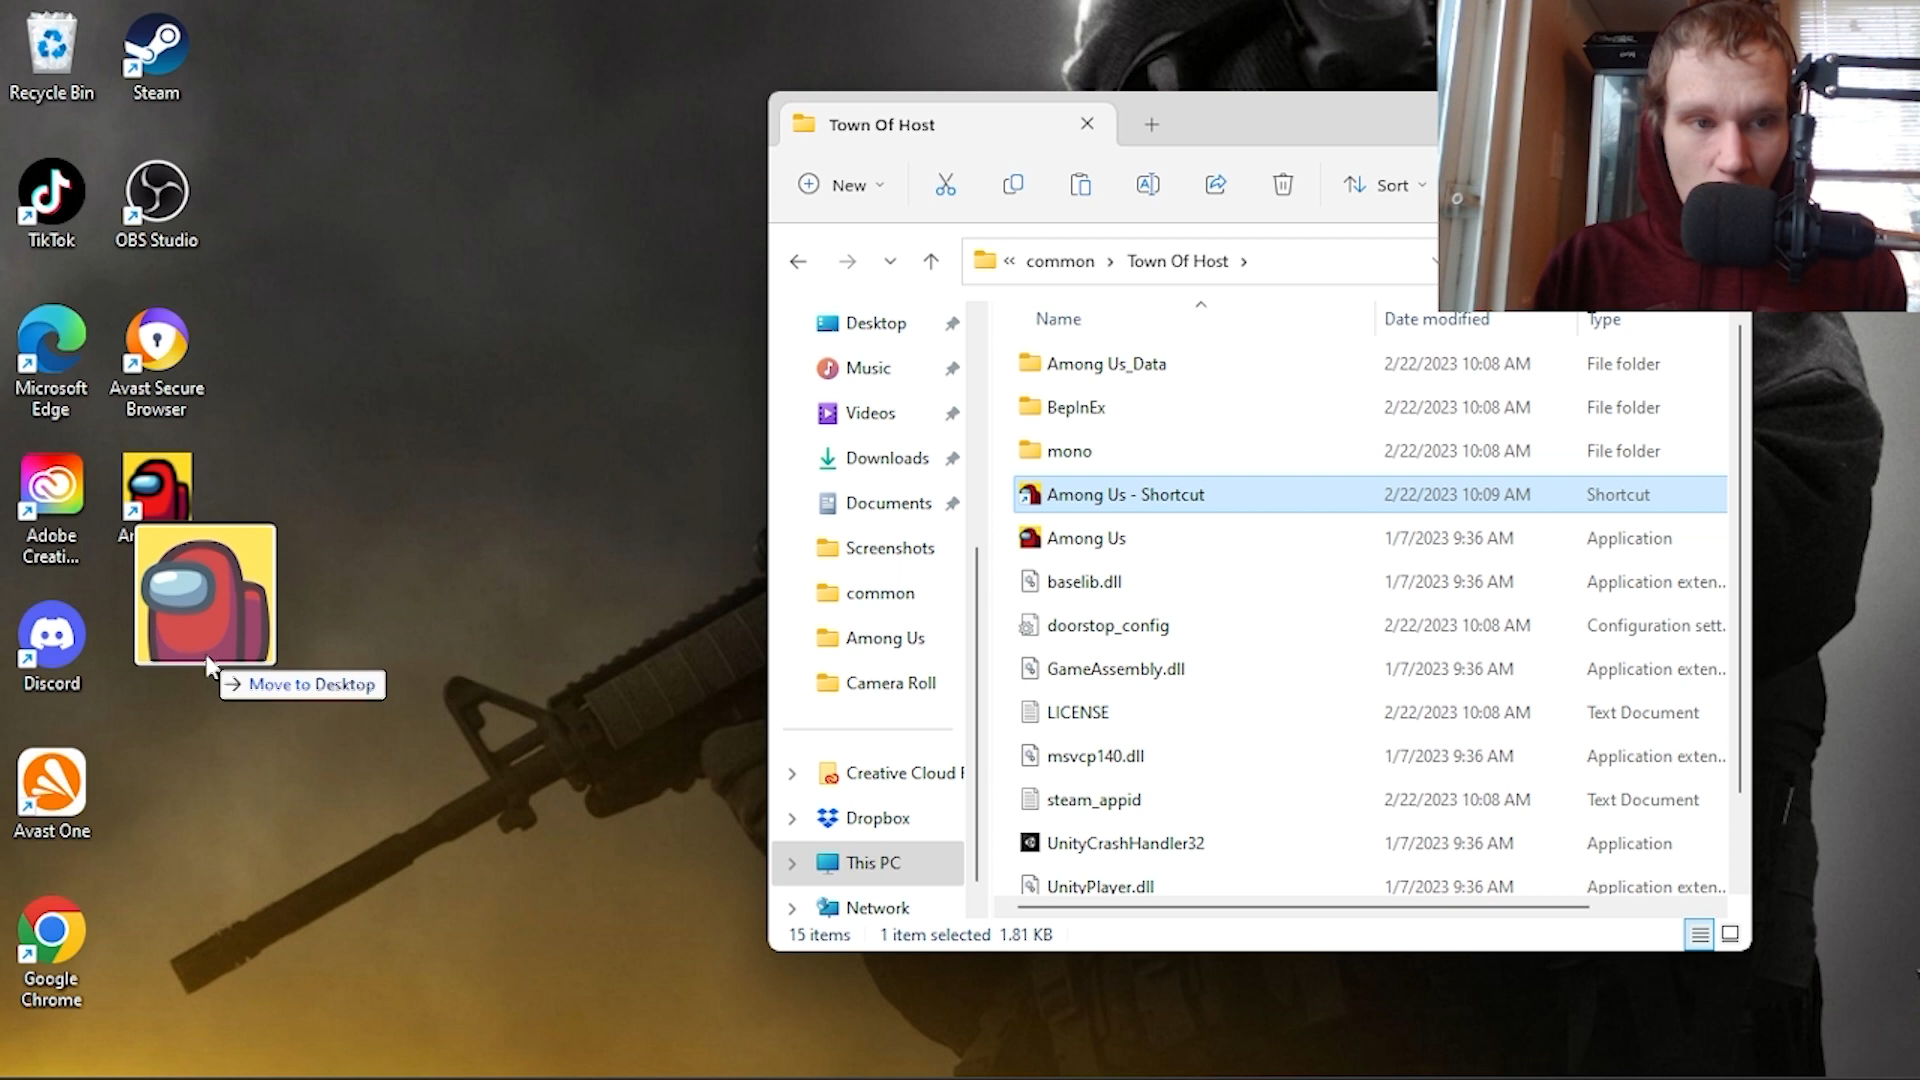 Recycle Bin
Steam
TikTok
OBS Studio
Microsoft
Edge
Avast Secure
Browser
Adobe
Creati...
Discord
Avast One
Google
Chrome
Move to Desktop
Town Of Host
New
Sort
« common > Town Of Host >
Desktop
Music
Videos
Downloads
Documents
Screenshots
common
Among Us
Camera Roll
Creative Cloud F
Dropbox
This PC
Network
Name Date modified Type
Among Us_Data 2/22/2023 10:08 AM File folder
BepInEx 2/22/2023 10:08 AM File folder
mono 2/22/2023 10:08 AM File folder
Among Us - Shortcut 2/22/2023 10:09 AM Shortcut
Among Us 1/7/2023 9:36 AM Application
baselib.dll 1/7/2023 9:36 AM Application exten..
doorstop_config 2/22/2023 10:08 AM Configuration sett.
GameAssembly.dll 1/7/2023 9:36 AM Application exten..
LICENSE 2/22/2023 10:08 AM Text Document
msvcp140.dll 1/7/2023 9:36 AM Application exten..
steam_appid 2/22/2023 10:08 AM Text Document
UnityCrashHandler32 1/7/2023 9:36 AM Application
UnityPlayer.dll 1/7/2023 9:36 AM Application exten..
15 items 1 item selected 1.81 KB